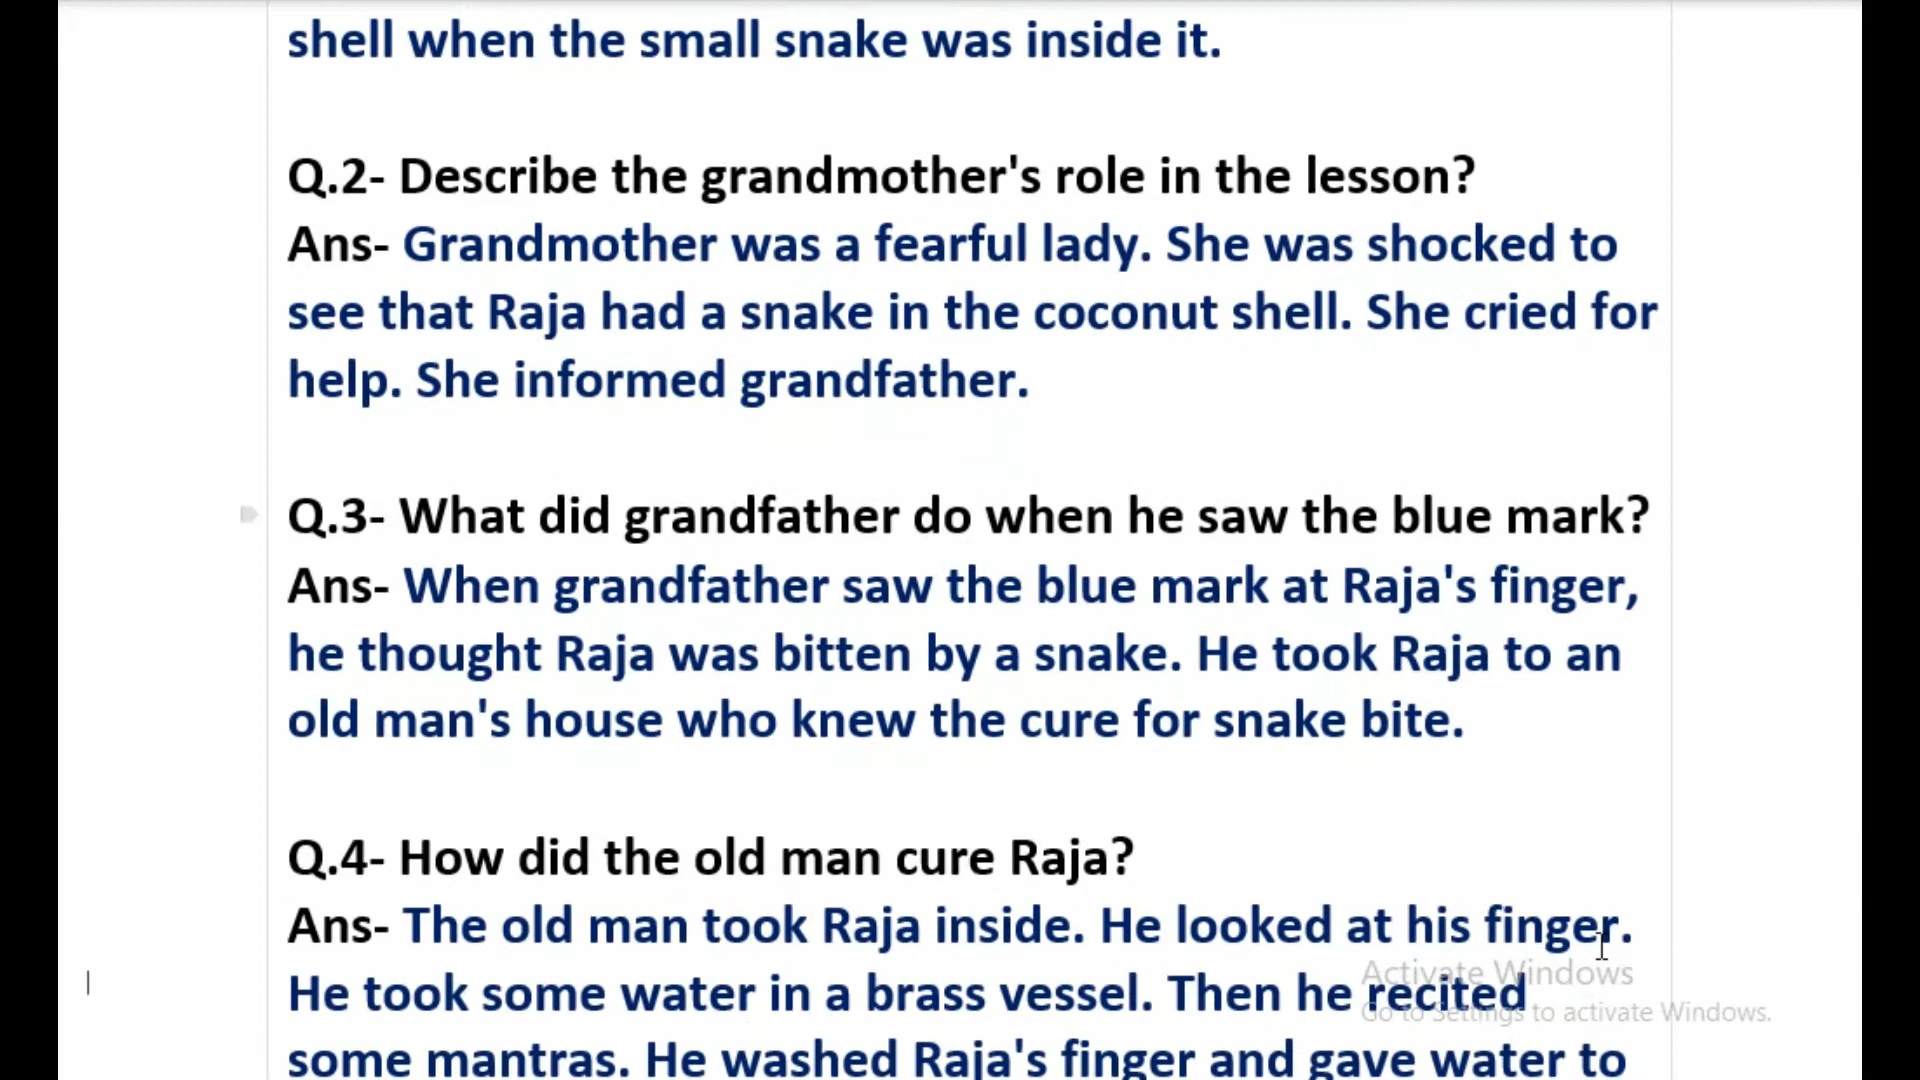 shell when the small snake was inside it.
Q.2- Describe the grandmother's role in the lesson?
Ans- Grandmother was a fearful lady. She was shocked to
see that Raja had a snake in the coconut shell. She cried for
help. She informed grandfather.
Q.3- What did grandfather do when he saw the blue mark?
Ans- When grandfather saw the blue mark at Raja's finger,
he thought Raja was bitten by a snake. He took Raja to an
old man's house who knew the cure for snake bite.
Q.4- How did the old man cure Raja?
Ans- The old man took Raja inside. He looked at his finger.
He took some water in a brass vessel. Then he recited
some mantras. He washed Raja's finger and gave water to
Activate Windows
Go to Settings to activate Windows.